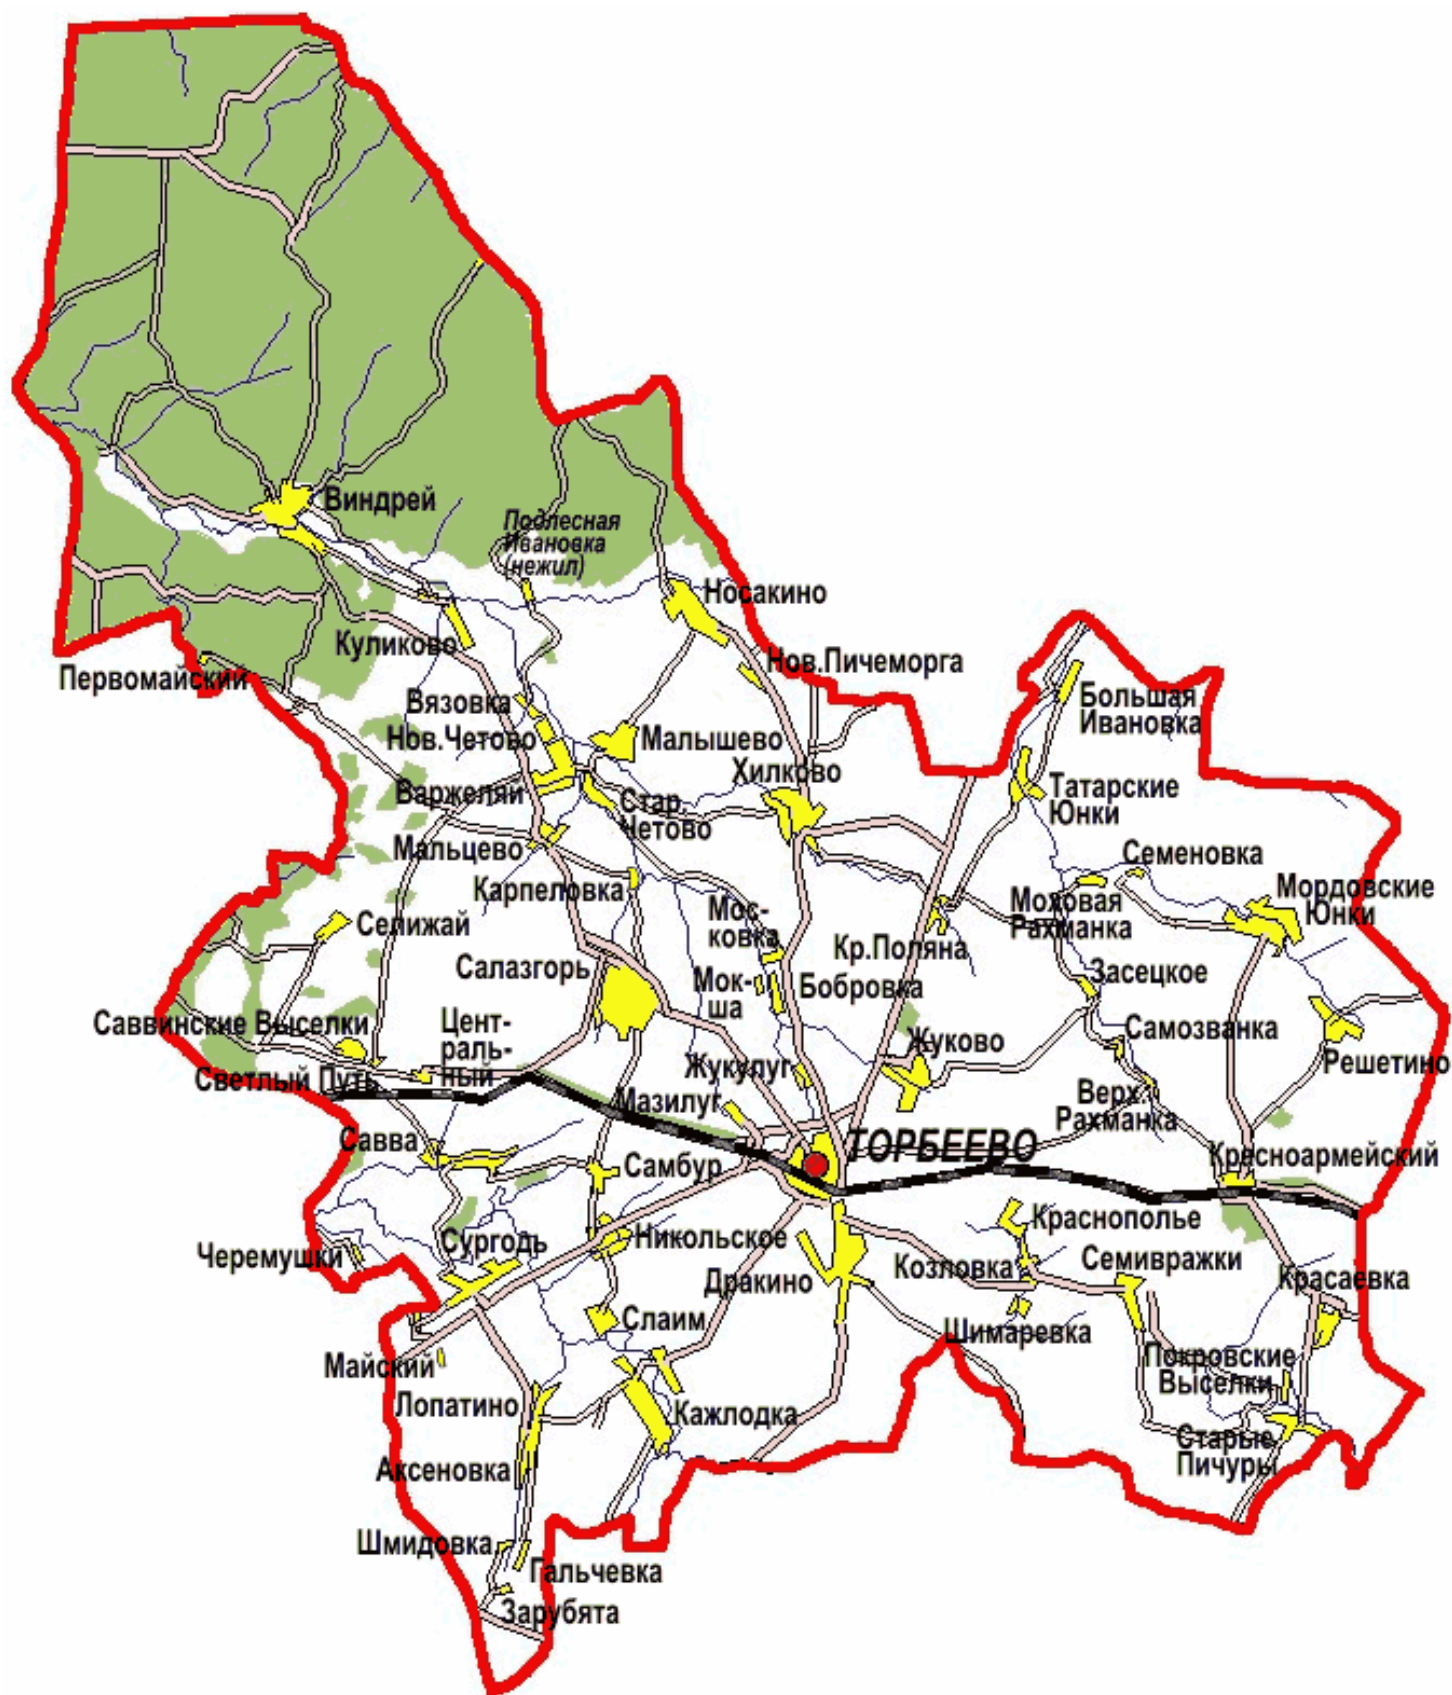 Виндрей
Подлесная
Ивановка
(нежил)
Носакино
Куликово
Первомайский
Нов.Пичеморга
Вязовка
Большая
Ивановка
Нов.Четово
Малышево
Хилково
Варжеляй
Стар.
Четово
Татарские
Юнки
Мальцево
Семеновка
Карпеловка
Мордовские
Юнки
Моховая
Рахманка
Мос-
ковка
Селижай
Кр.Поляна
Салазгорь
Засецкое
Мок-
ша
Бобровка
Саввинские Выселки
Цент-
раль-
ный
Самозванка
Жуково
Решетино
Светлый Путь
Жукулуг
Мазилуг
Верх.
Рахманка
Савва
ТОРБЕЕВО
Самбур
Красноармейский
Краснополье
Никольское
Сургодь
Черемушки
Козловка
Семивражки
Дракино
Красаевка
Слаим
Шимаревка
Майский
Покровские
Выселки
Лопатино
Кажлодка
Старые
Пичуры
Аксеновка
Шмидовка
Гальчевка
Зарубята